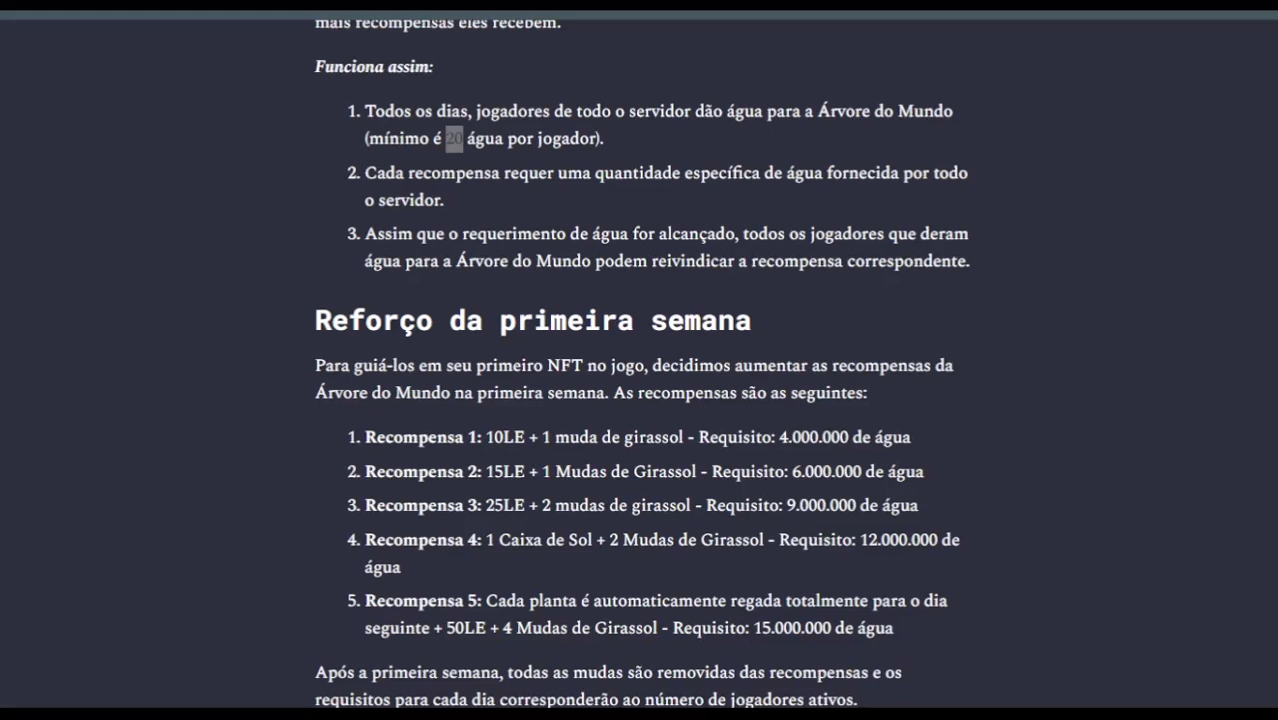 mais recompensas eles recebem.
Funciona assim:
1. Todos os dias, jogadores de todo o servidor dão água para a Árvore do Mundo
(mínimo é 20 água por jogador).
2. Cada recompensa requer uma quantidade específica de água fornecida por todo
o servidor.
3. Assim que o requerimento de água for alcançado, todos os jogadores que deram
água para a Árvore do Mundo podem reivindicar a recompensa correspondente.
Reforço da primeira semana
Para guiá-los em seu primeiro NFT no jogo, decidimos aumentar as recompensas da
Árvore do Mundo na primeira semana. As recompensas são as seguintes:
1. Recompensa 1: 10LE + 1 muda de girassol - Requisito: 4.000.000 de água
2. Recompensa 2: 15LE + 1 Mudas de Girassol - Requisito: 6.000.000 de água
3. Recompensa 3: 25LE + 2 mudas de girassol - Requisito: 9.000.000 de água
4. Recompensa 4: 1 Caixa de Sol + 2 Mudas de Girassol - Requisito: 12.000.000 de
água
5. Recompensa 5: Cada planta é automaticamente regada totalmente para o dia
seguinte + 50LE + 4 Mudas de Girassol - Requisito: 15.000.000 de água
Após a primeira semana, todas as mudas são removidas das recompensas e os
requisitos para cada dia corresponderão ao número de jogadores ativos.